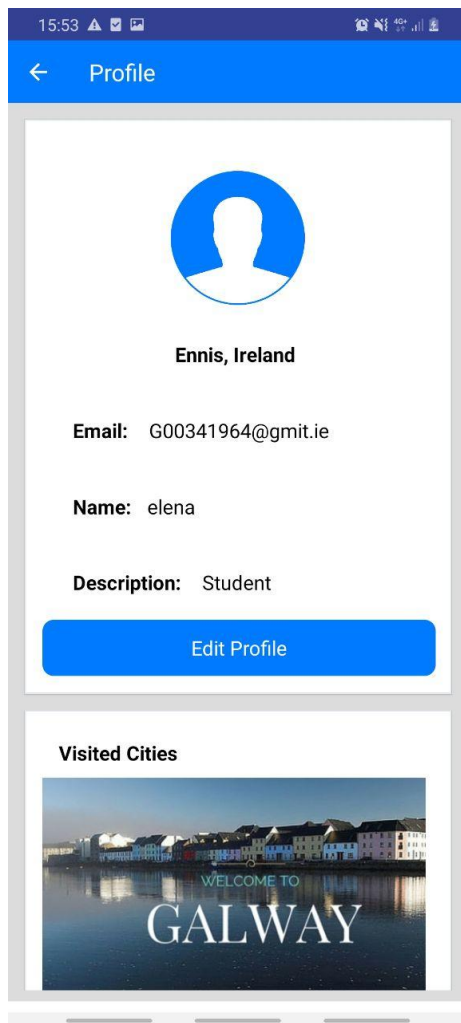 15:53
4G+
Profile
Ennis, Ireland
Email: G00341964@gmit.ie
Name: elena
Description: Student
Edit Profile
Visited Cities
WELCOME TO
GALWAY